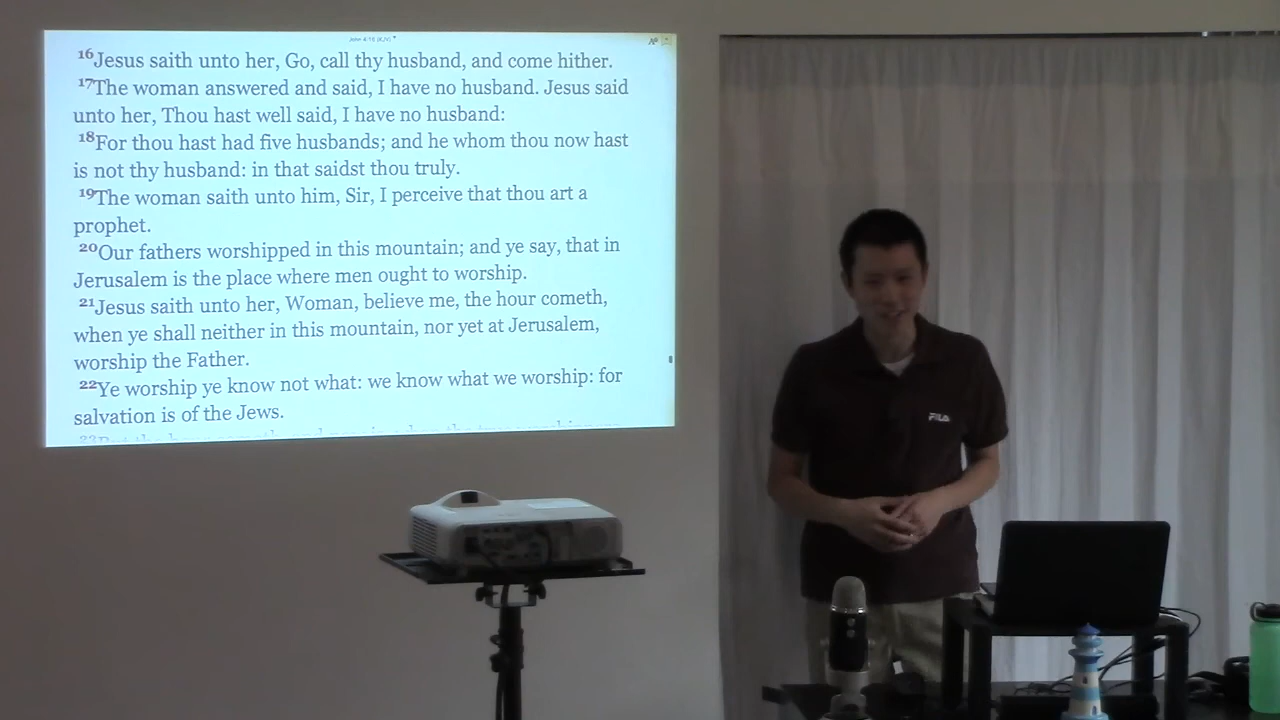 John 4:16 (KJV)
16Jesus saith unto her, Go, call thy husband, and come hither.
17The woman answered and said, I have no husband. Jesus said
unto her, Thou hast well said, I have no husband:
18For thou hast had five husbands; and he whom thou now hast
is not thy husband: in that saidst thou truly.
19The woman saith unto him, Sir, I perceive that thou art a
prophet.
20Our fathers worshipped in this mountain; and ye say, that in
Jerusalem is the place where men ought to worship.
21Jesus saith unto her, Woman, believe me, the hour cometh,
when ye shall neither in this mountain, nor yet at Jerusalem,
worship the Father.
22Ye worship ye know not what: we know what we worship: for
salvation is of the Jews.
FILA